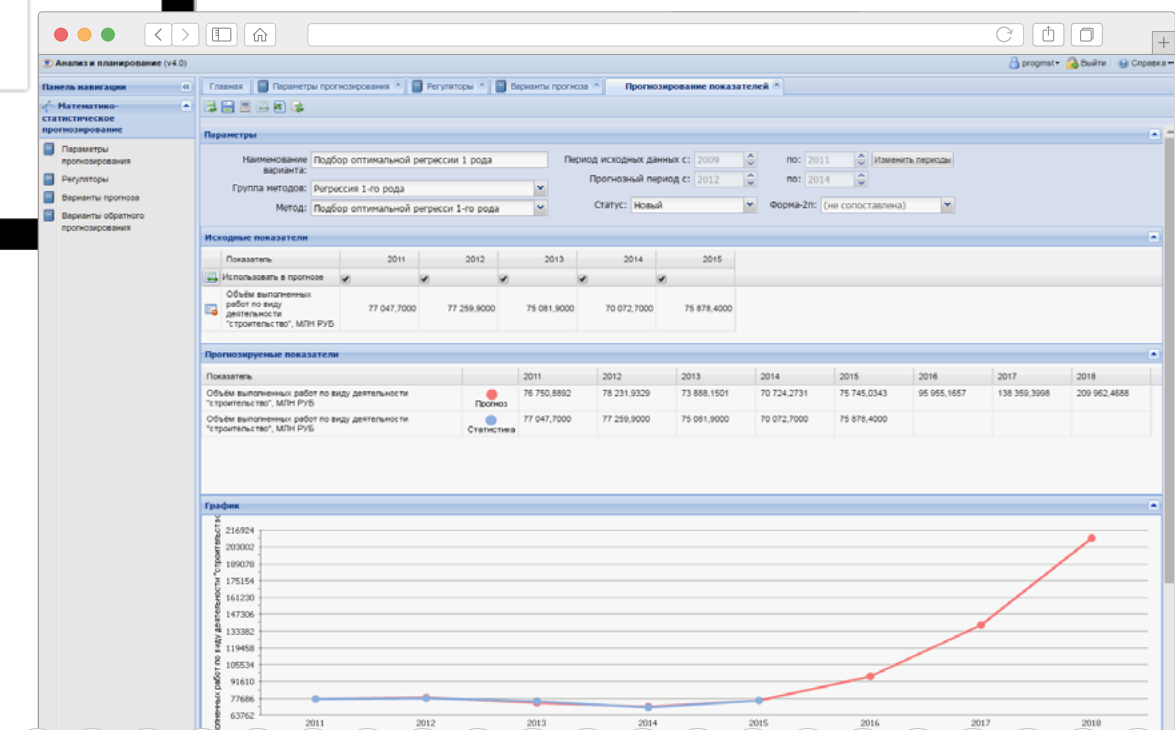 Анализ и планирование (v4.0) progmst Выйти Справка
Панель навигации
Главная Параметры прогнозирования Регуляторы Варианты прогноза Прогнозирование показателей
Математико-
статистическое
прогнозирование
Параметры
прогнозирования
Регуляторы
Варианты прогноза
Варианты обратного
прогнозирования
Параметры
Наименование
варианта: Подбор оптимальной регрессии 1 рода
Период исходных данных с: 2009 по: 2011 Изменить периоды
Группа методов: Регрессия 1-го рода
Прогнозный период с: 2012 по: 2014
Метод: Подбор оптимальной регресси 1-го рода
Статус: Новый Форма-2п: (не сопоставлена)
Исходные показатели
Показатель 2011 2012 2013 2014 2015
Использовать в прогнозе
Объём выполненных
работ по виду
деятельности
"строительство", МЛН РУБ
77 047,7000 77 259,9000 75 081,9000 70 072,7000 75 878,4000
Прогнозируемые показатели
Показатель 2011 2012 2013 2014 2015 2016 2017 2018
Объём выполненных работ по виду деятельности
"строительство", МЛН РУБ
Прогноз
76 750,8892 78 231,9329 73 888,1501 70 724,2731 75 745,0343 95 955,1657 138 359,3998 209 962,4688
Объём выполненных работ по виду деятельности
"строительство", МЛН РУБ
Статистика
77 047,7000 77 259,9000 75 081,9000 70 072,7000 75 878,4000
График
работ по виду деятельности "строительство
216924
203002
189078
175154
161230
147306
133382
119458
105534
91610
77686
63762
2011 2012 2013 2014 2015 2016 2017 2018